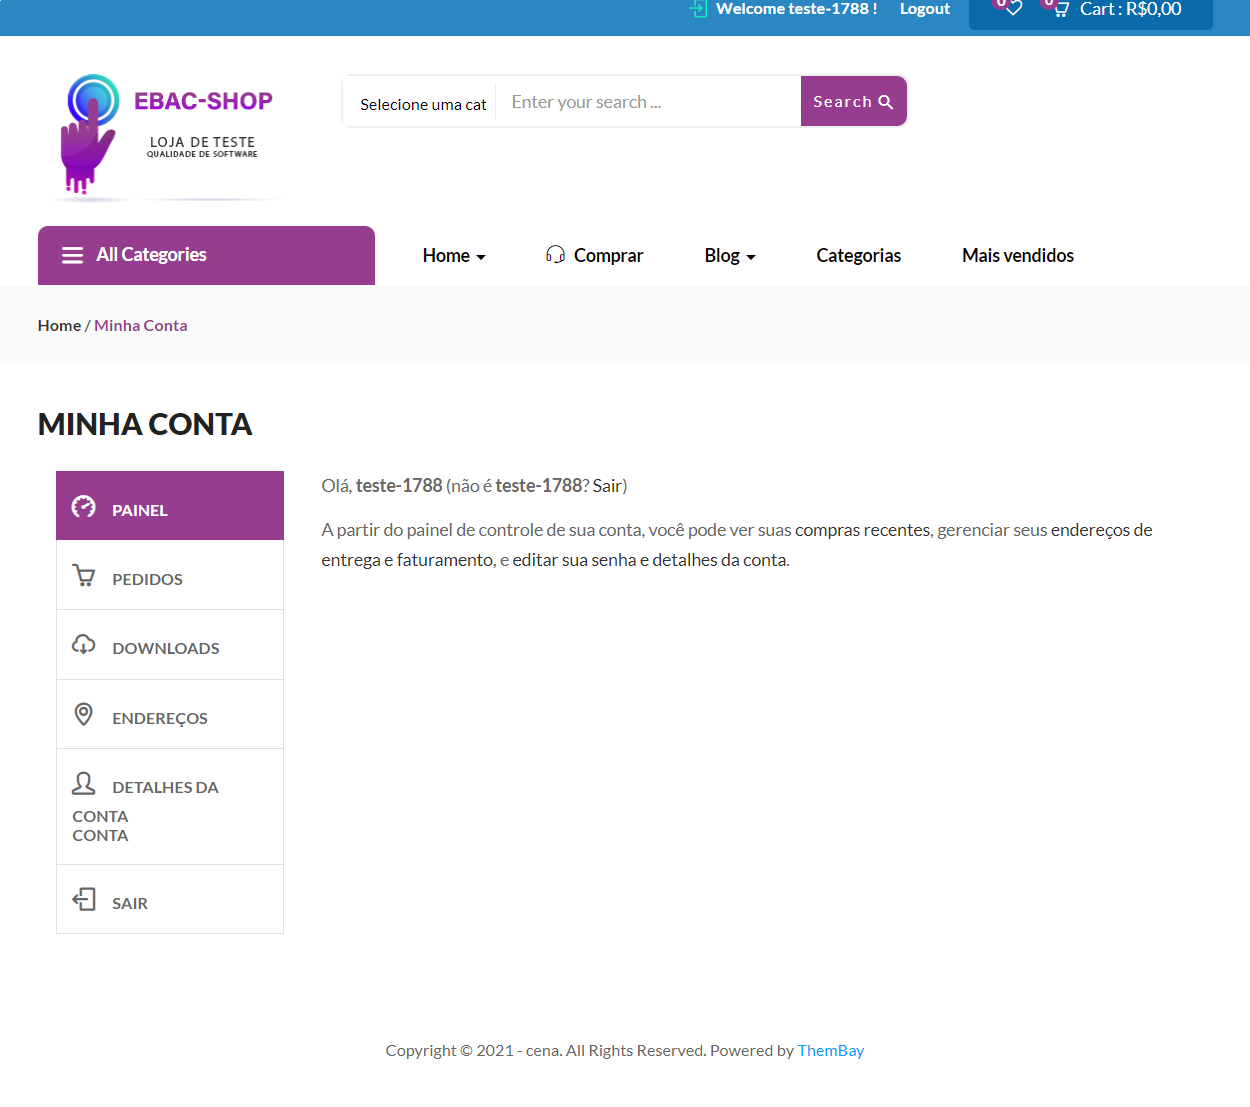 Welcome teste-1788 ! Logout 0 0 Cart : R$0,00
EBAC-SHOP
LOJA DE TESTE
QUALIDADE DE SOFTWARE
Selecione uma cat Enter your search ... Search
All Categories Home Comprar Blog Categorias Mais vendidos
Home / Minha Conta
MINHA CONTA
PAINEL
PEDIDOS
DOWNLOADS
ENDEREÇOS
DETALHES DA
CONTA
CONTA
SAIR
Olá, teste-1788 (não é teste-1788? Sair)
A partir do painel de controle de sua conta, você pode ver suas compras recentes, gerenciar seus endereços de
entrega e faturamento, e editar sua senha e detalhes da conta.
Copyright © 2021 - cena. All Rights Reserved. Powered by ThemBay